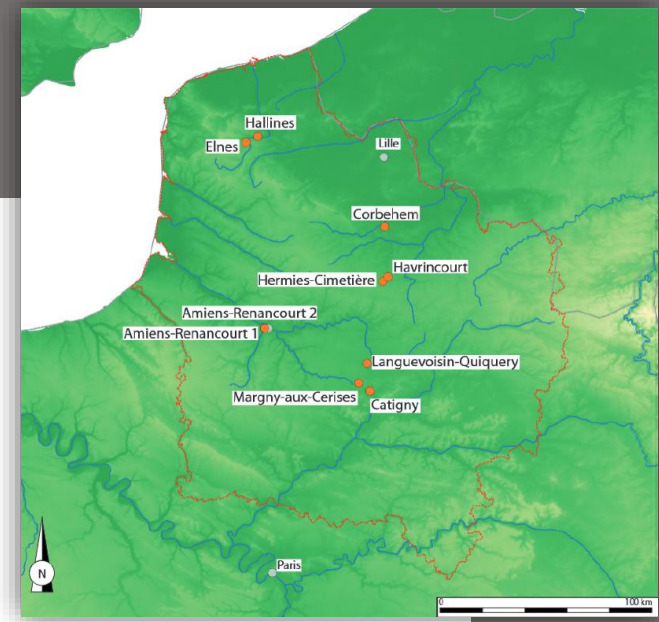 Hallines
Elnes
Lille
Corbehem
Havrincourt
Hermies-Cimetière
Amiens-Renancourt 2
Amiens-Renancourt 1
Languevoisin-Quiquery
Margny-aux-Cerises
Catigny
Paris
N
0 100 km